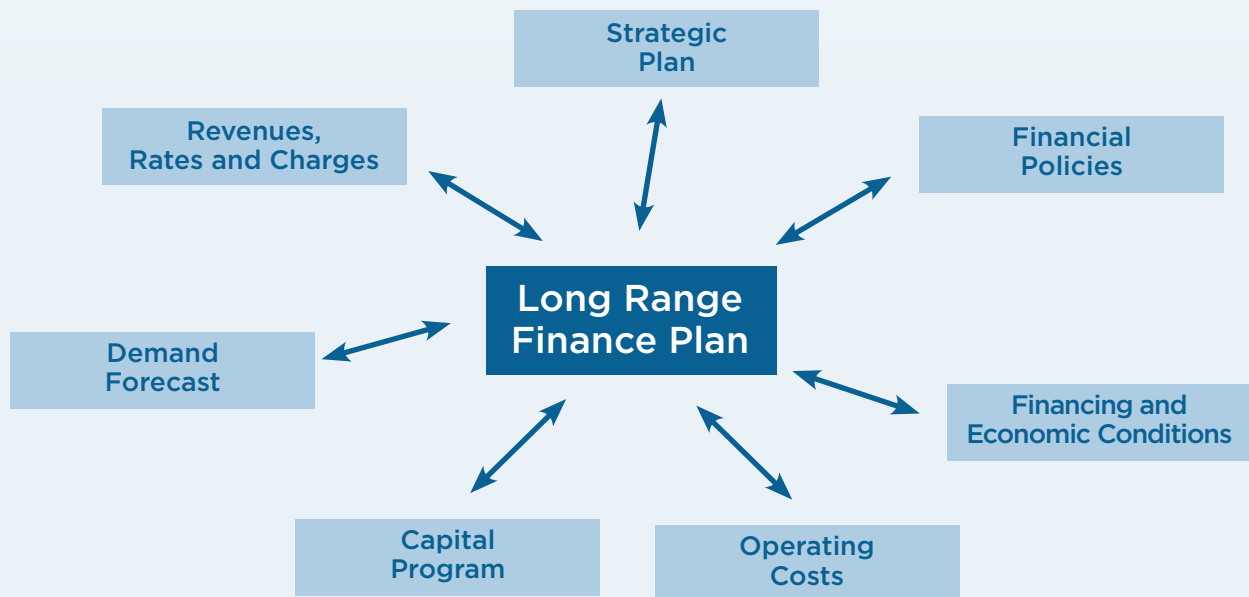 Strategic
Plan
Revenues,
Rates and Charges
Financial
Policies
Long Range
Finance Plan
Demand
Forecast
Financing and
Economic Conditions
Capital
Program
Operating
Costs